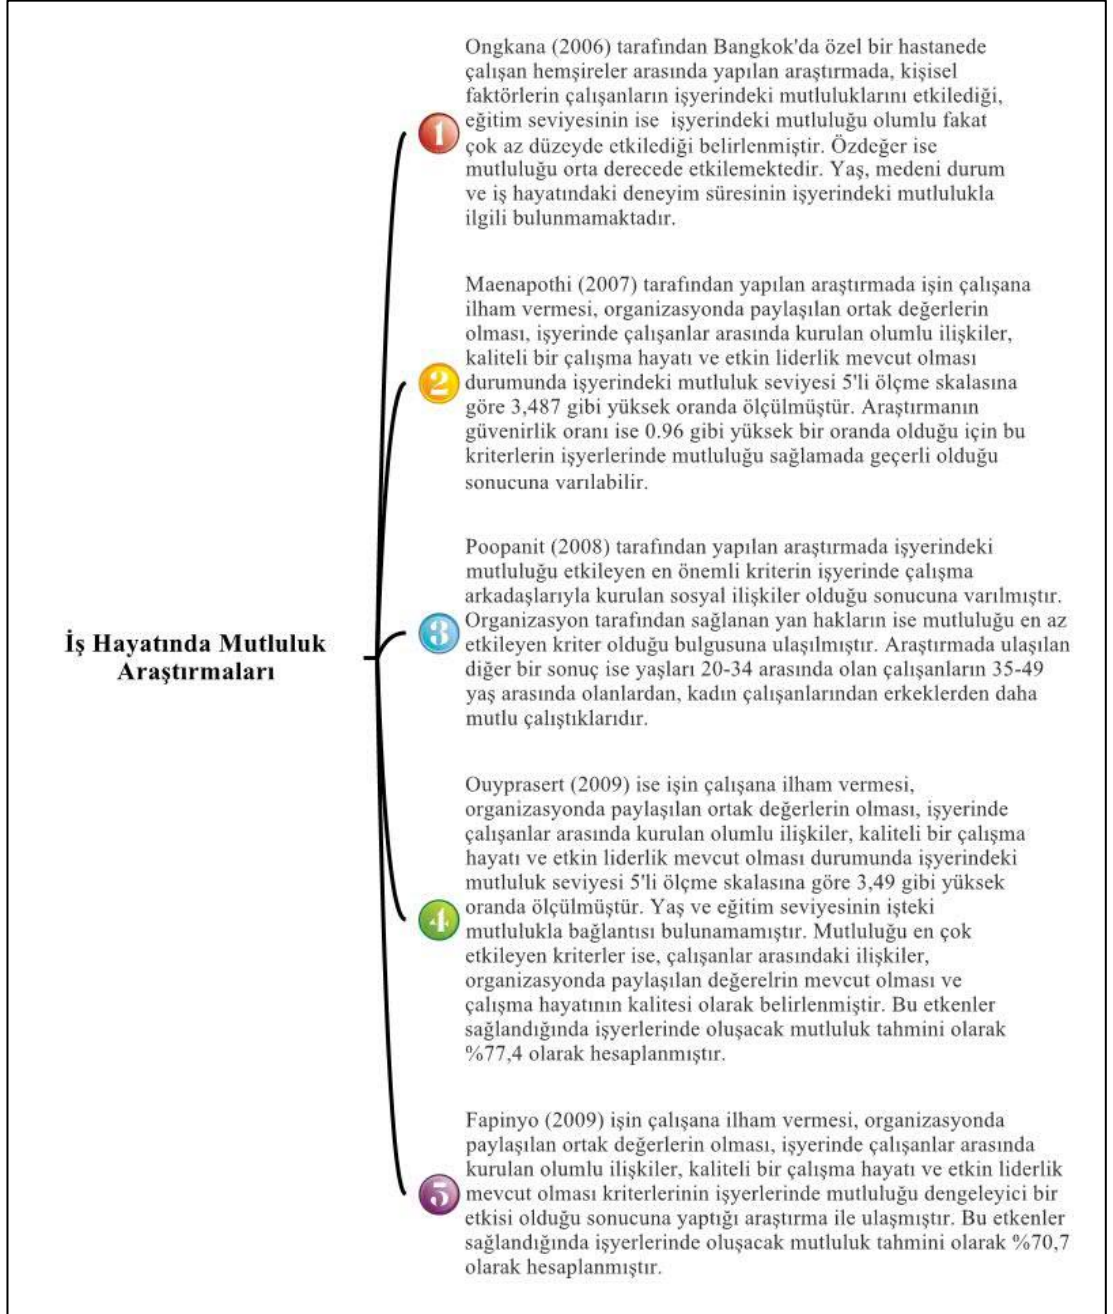 Ongkana (2006) tarafından Bangkok'da özel bir hastanede
çalışan hemşireler arasında yapılan araştırmada, kişisel
faktörlerin çalışanların işyerindeki mutluluklarını etkilediği,
eğitim seviyesinin ise işyerindeki mutluluğu olumlu fakat
çok az düzeyde etkilediği belirlenmiştir. Özdeğer ise
mutluluğu orta derecede etkilemektedir. Yaş, medeni durum
ve iş hayatındaki deneyim süresinin işyerindeki mutlulukla
ilgili bulunmamaktadır.
1
Maenapothi (2007) tarafından yapılan araştırmada işin çalışana
ilham vermesi, organizasyonda paylaşılan ortak değerlerin
olması, işyerinde çalışanlar arasında kurulan olumlu ilişkiler,
kaliteli bir çalışma hayatı ve etkin liderlik mevcut olması
durumunda işyerindeki mutluluk seviyesi 5'li ölçme skalasına
göre 3,487 gibi yüksek oranda ölçülmüştür. Araştırmanın
güvenirlik oranı ise 0.96 gibi yüksek bir oranda olduğu için bu
kriterlerin işyerlerinde mutluluğu sağlamada geçerli olduğu
sonucuna varılabilir.
2
Poopanit (2008) tarafından yapılan araştırmada işyerindeki
mutluluğu etkileyen en önemli kriterin işyerinde çalışma
arkadaşlarıyla kurulan sosyal ilişkiler olduğu sonucuna varılmıştır.
Organizasyon tarafından sağlanan yan hakların ise mutluluğu en az
etkileyen kriter olduğu bulgusuna ulaşılmıştır. Araştırmada ulaşılan
diğer bir sonuç ise yaşları 20-34 arasında olan çalışanların 35-49
yaş arasında olanlardan, kadın çalışanlarından erkeklerden daha
mutlu çalıştıklarıdır.
3
İş Hayatında Mutluluk
Araştırmaları
Ouyprasert (2009) ise işin çalışana ilham vermesi,
organizasyonda paylaşılan ortak değerlerin olması, işyerinde
çalışanlar arasında kurulan olumlu ilişkiler, kaliteli bir çalışma
hayatı ve etkin liderlik mevcut olması durumunda işyerindeki
mutluluk seviyesi 5'li ölçme skalasına göre 3,49 gibi yüksek
oranda ölçülmüştür. Yaş ve eğitim seviyesinin işteki
mutlulukla bağlantısı bulunamamıştır. Mutluluğu en çok
etkileyen kriterler ise, çalışanlar arasındaki ilişkiler,
organizasyonda paylaşılan değerelrin mevcut olması ve
çalışma hayatının kalitesi olarak belirlenmiştir. Bu etkenler
sağlandığında işyerlerinde oluşacak mutluluk tahmini olarak
%77,4 olarak hesaplanmıştır.
4
Fapinyo (2009) işin çalışana ilham vermesi, organizasyonda
paylaşılan ortak değerlerin olması, işyerinde çalışanlar arasında
kurulan olumlu ilişkiler, kaliteli bir çalışma hayatı ve etkin liderlik
mevcut olması kriterlerinin işyerlerinde mutluluğu dengeleyici bir
etkisi olduğu sonucuna yaptığı araştırma ile ulaşmıştır. Bu etkenler
sağlandığında işyerlerinde oluşacak mutluluk tahmini olarak %70,7
olarak hesaplanmıştır.
5